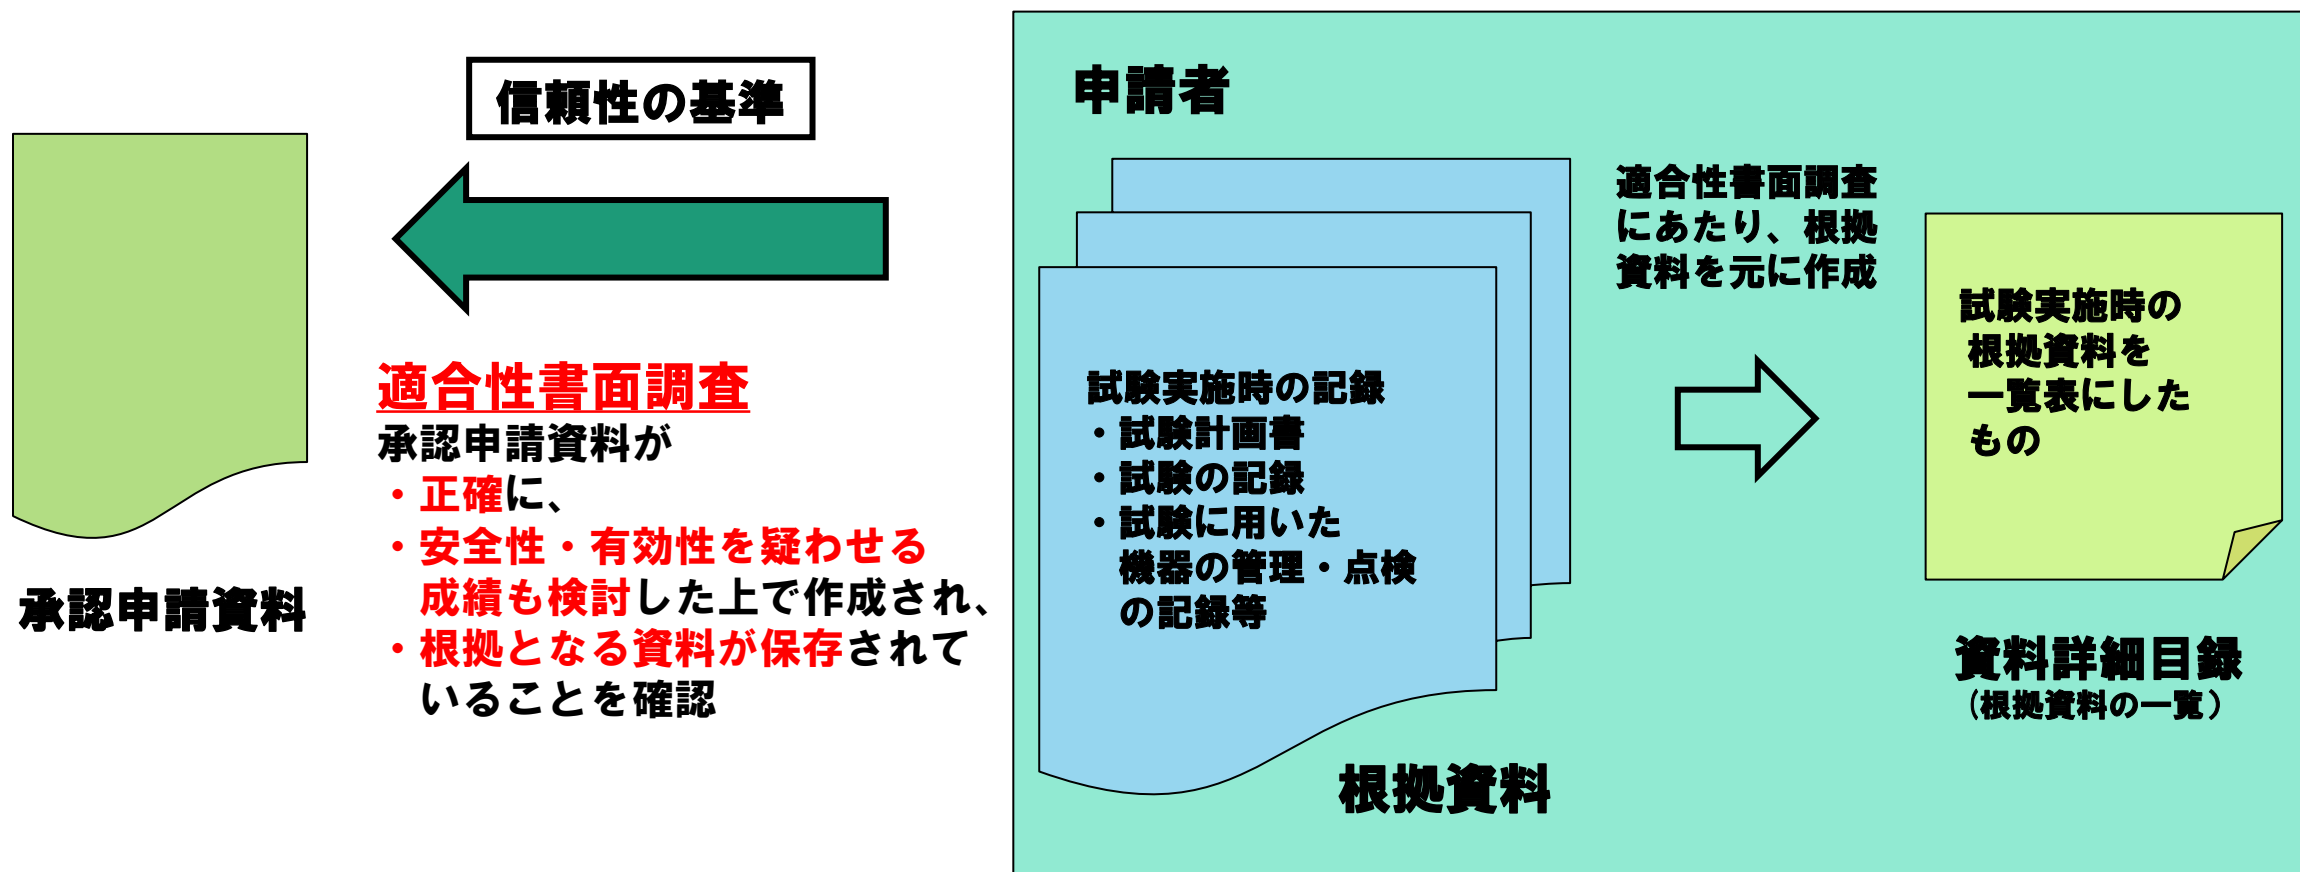 信頼性の基準
承認申請資料
適合性書面調査
承認申請資料が
・正確に、
・安全性・有効性を疑わせる
成績も検討した上で作成され、
・根拠となる資料が保存されて
いることを確認
申請者
試験実施時の記録
・試験計画書
・試験の記録
・試験に用いた
機器の管理・点検
の記録等
根拠資料
適合性書面調査
にあたり、根拠
資料を元に作成
試験実施時の
根拠資料を
一覧表にした
もの
資料詳細目録
（根拠資料の一覧）